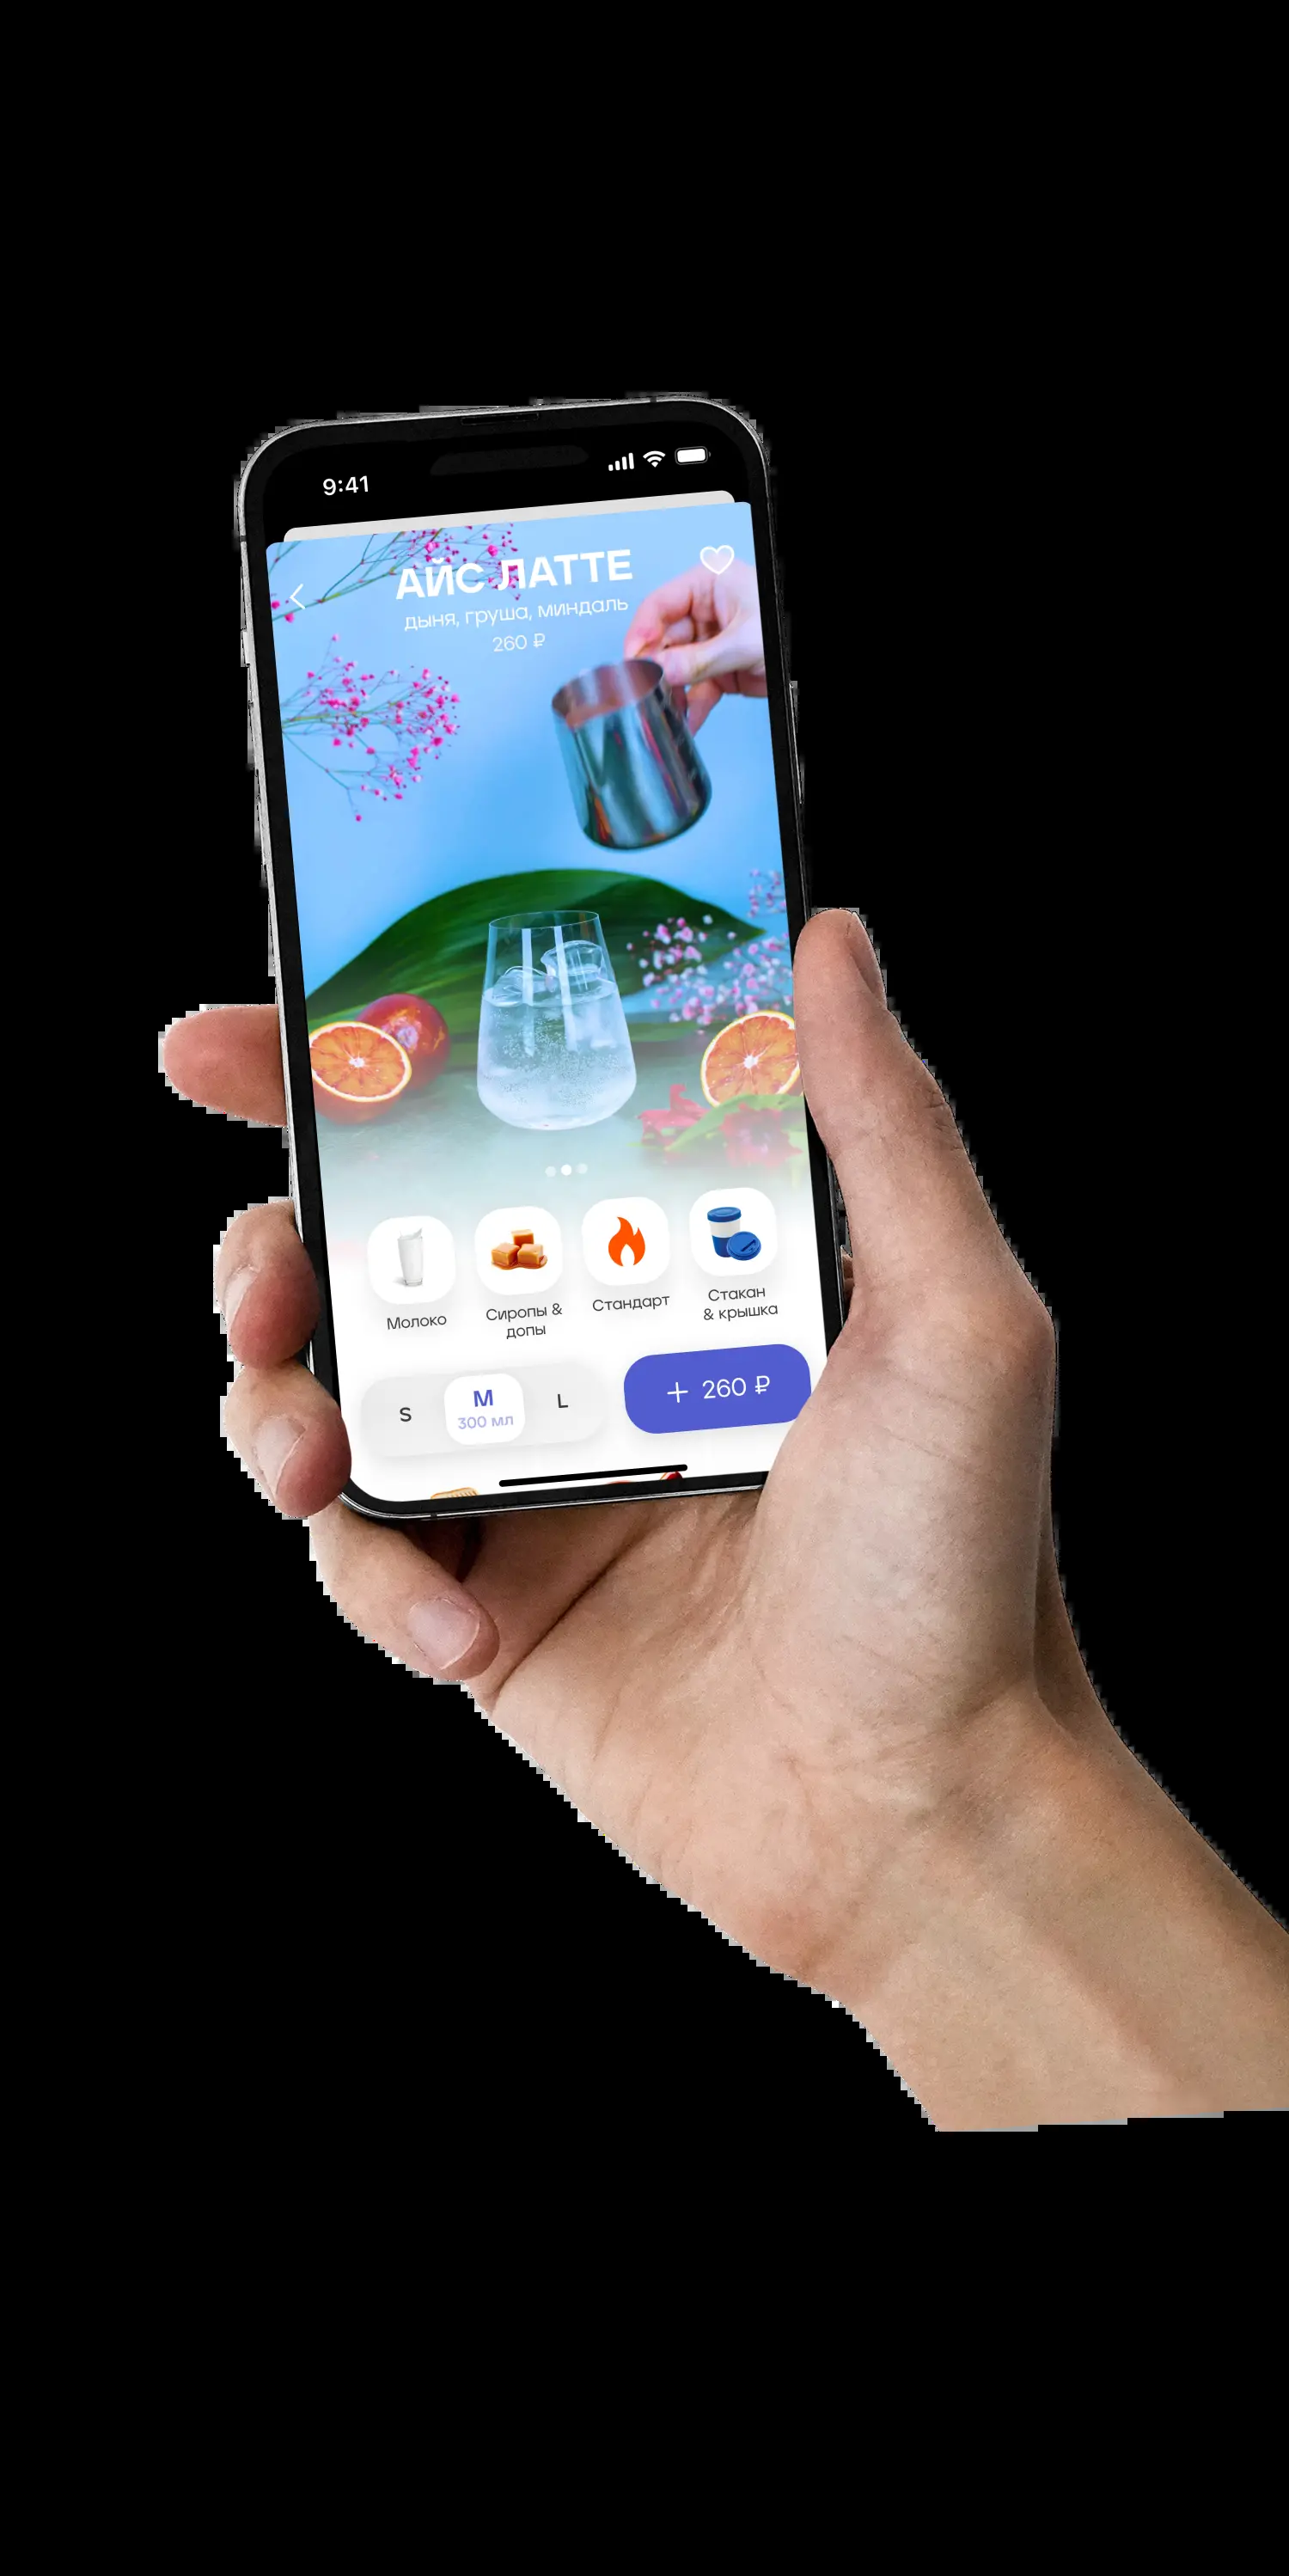 9:41
АЙС ЛАТТЕ
дыня, груша, миндаль
260 ₽
Молоко
Сиропы &
допы
Стандарт
Стакан
& крышка
S
M
300 мл
L
+ 260 ₽